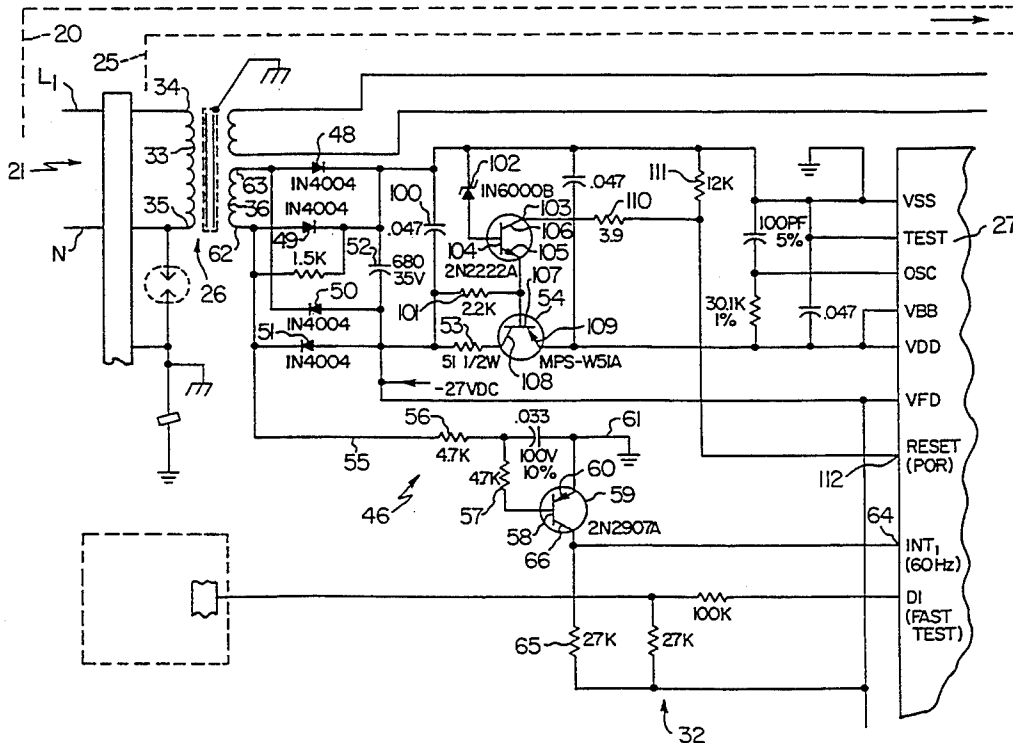 20
25
L1
34
21
33
35
N
26
48
63
1N4004
1N4004
36
49
62
1.5K
52
680
35V
50
1N4004
51
1N4004
100
.047
102
1N6000B
103
110
104
106
105
3.9
2N2222A
107
101
2.2K
54
53
109
51 1/2W
MPS-W51A
108
-27VDC
.047
111
12K
100PF
5%
30.1K
1%
.047
VSS
TEST
27
OSC
VBB
VDD
VFD
RESET
(POR)
112
56
.033
61
4.7K
100V
10%
55
4.7K
60
59
46
57
58
2N2907A
66
64
INT1
(60Hz)
DI
(FAST
TEST)
100K
65
27K
27K
32